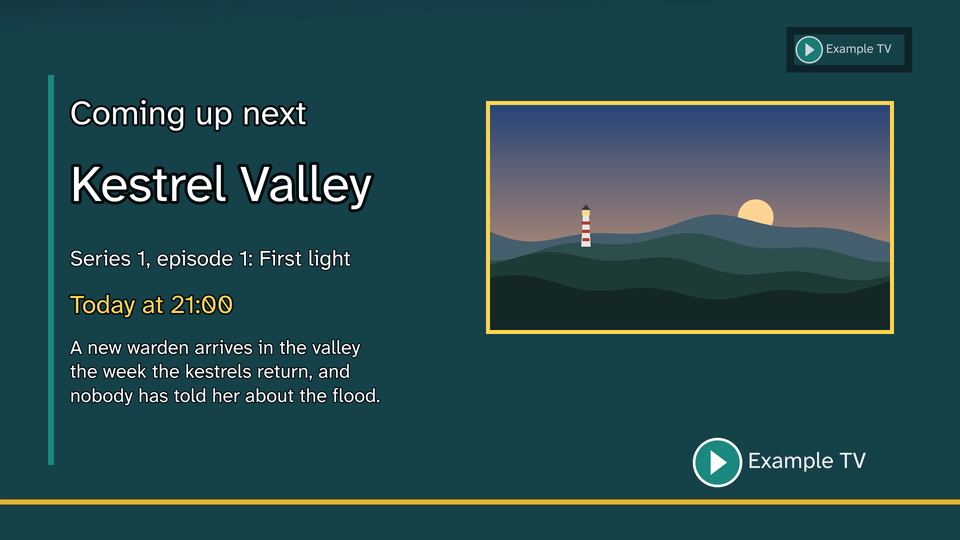 Example TV
Coming up next
Kestrel Valley
Series 1, episode 1: First light
Today at 21:00
A new warden arrives in the valley
the week the kestrels return, and
nobody has told her about the flood.
Example TV